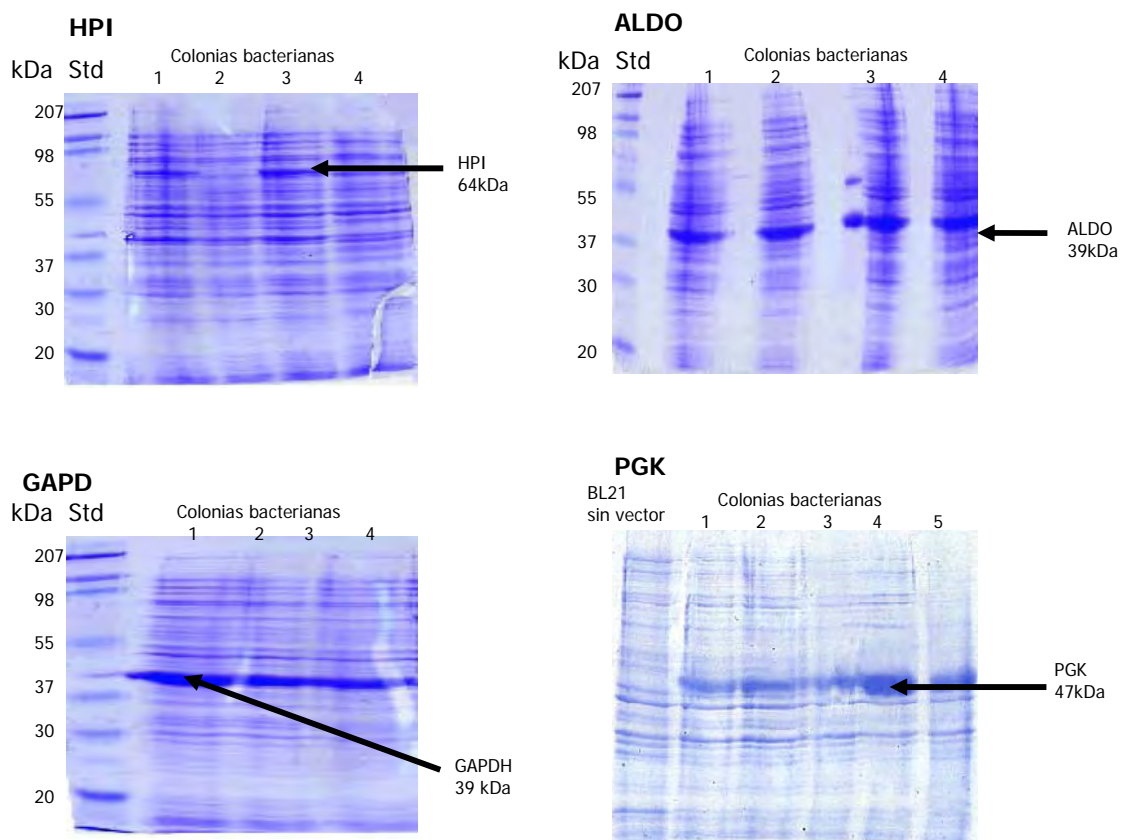 HPI
Colonias bacterianas
kDa Std
1 2 3 4
207
98
55
37
30
20
HPI
64kDa
ALDO
Colonias bacterianas
kDa Std
1 2 3 4
207
98
55
37
30
20
ALDO
39kDa
GAPD
kDa Std
Colonias bacterianas
1 2 3 4
207
98
55
37
30
20
GAPDH
39 kDa
PGK
BL21
sin vector
Colonias bacterianas
1 2 3 4 5
PGK
47kDa